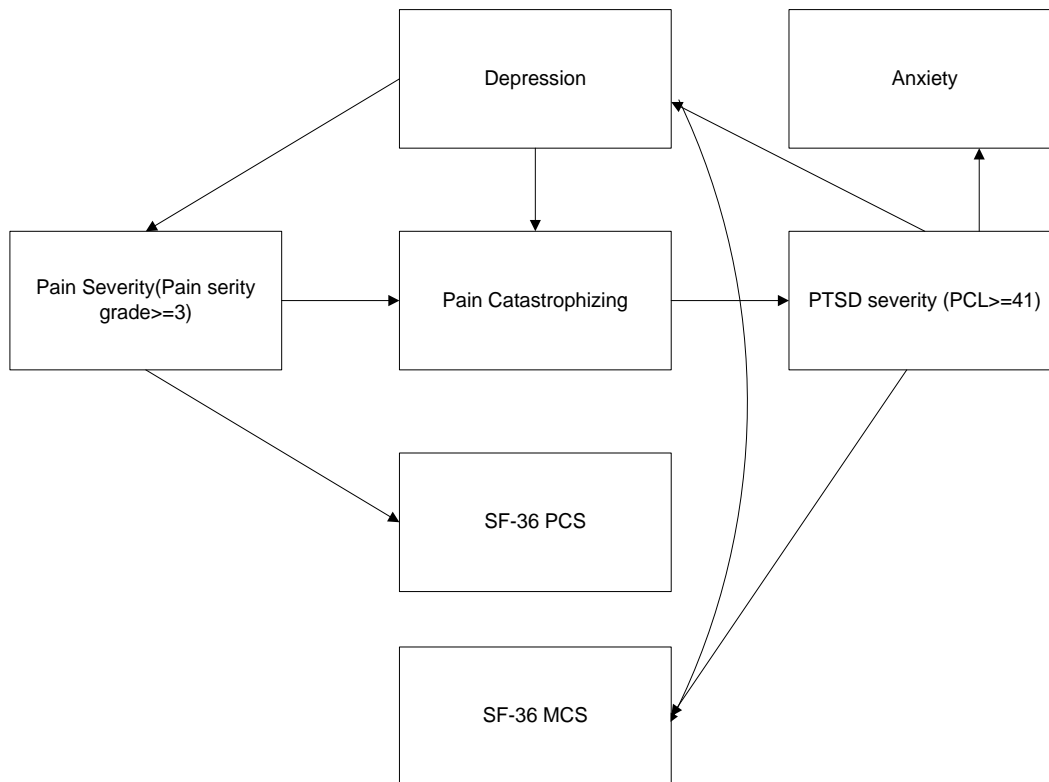 Depression
Anxiety
Pain Severity(Pain serity
grade>=3)
Pain Catastrophizing
PTSD severity (PCL>=41)
SF-36 PCS
SF-36 MCS